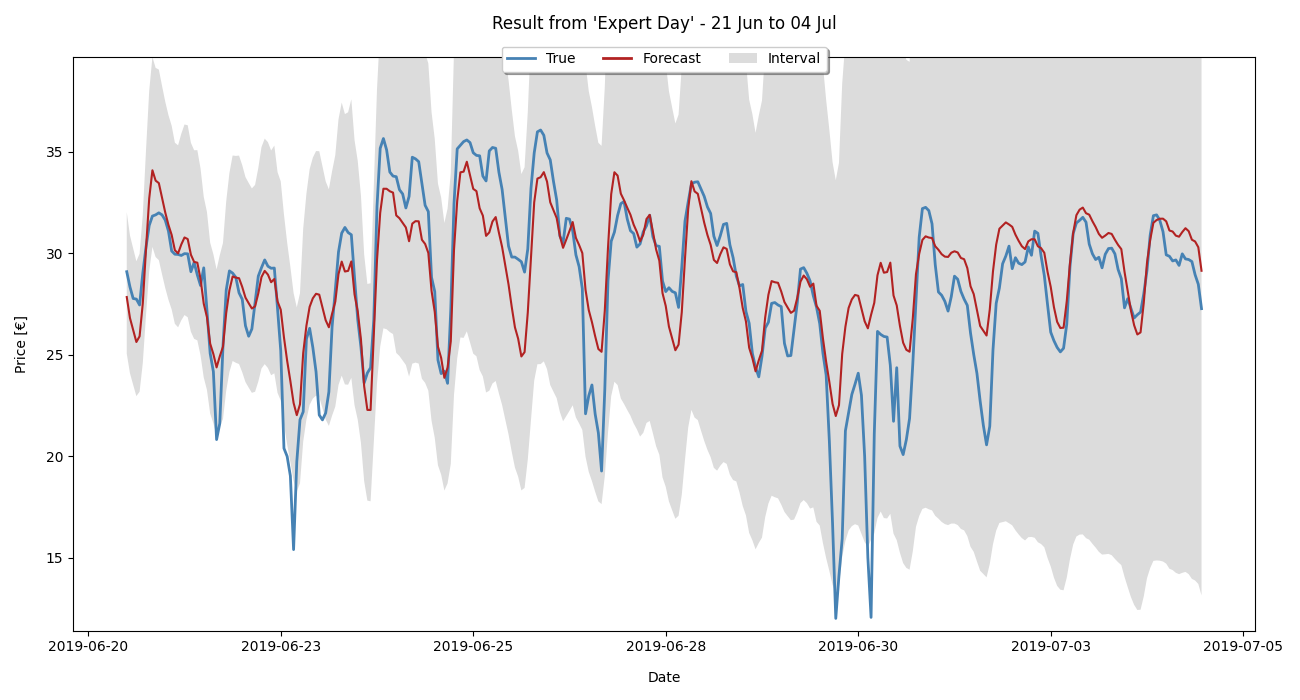 Result from 'Expert Day' - 21 Jun to 04 Jul
True Forecast Interval
Price [€]
35
30
25
20
15
2019-06-20 2019-06-23 2019-06-25 2019-06-28 2019-06-30 2019-07-03 2019-07-05
Date